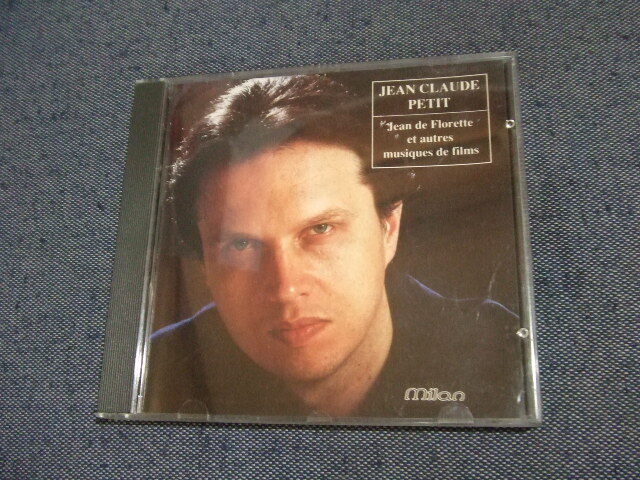 JEAN CLAUDE
PETIT
"Jean de Florette"
et autres
musiques de films
Milan